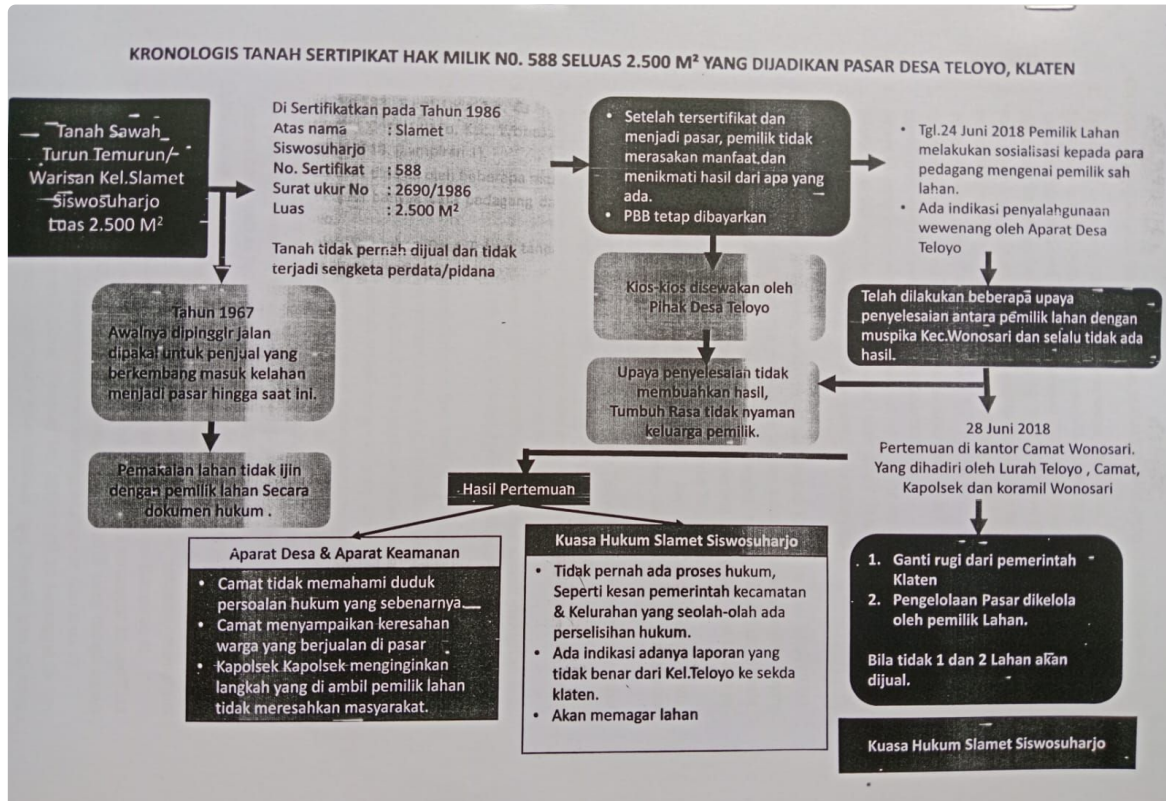 KRONOLOGIS TANAH SERTIPIKAT HAK MILIK N0. 588 SELUAS 2.500 M² YANG DIJADIKAN PASAR DESA TELOYO, KLATEN
Tanah Sawah
Turun Temurun/
Warisan Kel.Slamet
Siswosuharjo
Luas 2.500 M²
Di Sertifikatkan pada Tahun 1986
Atas nama : Slamet
Siswosuharjo
No. Sertifikat : 588
Surat ukur No : 2690/1986
Luas : 2.500 M²
Tanah tidak pernah dijual dan tidak
terjadi sengketa perdata/pidana
• Setelah tersertifikat dan
menjadi pasar, pemilik tidak
merasakan manfaat,dan
menikmati hasil dari apa yang
ada.
• PBB tetap dibayarkan
• Tgl.24 Juni 2018 Pemilik Lahan
melakukan sosialisasi kepada para
pedagang mengenai pemilik sah
lahan.
• Ada indikasi penyalahgunaan
wewenang oleh Aparat Desa
Teloyo
Tahun 1967
Awalnya dipinggir jalan
dipakai untuk penjual yang
berkembang masuk kelahan
menjadi pasar hingga saat ini.
Kios-kios disewakan oleh
Pihak Desa Teloyo
Telah dilakukan beberapa upaya
penyelesaian antara pemilik lahan dengan
muspika Kec.Wonosari dan selalu tidak ada
hasil.
Upaya penyelesaian tidak
membuahkan hasil,
Tumbuh Rasa tidak nyaman
keluarga pemilik.
Pemakaian lahan tidak ijin
dengan pemilik lahan Secara
dokumen hukum .
28 Juni 2018
Pertemuan di kantor Camat Wonosari.
Yang dihadiri oleh Lurah Teloyo , Camat,
Kapolsek dan koramil Wonosari
Hasil Pertemuan
Aparat Desa & Aparat Keamanan
• Camat tidak memahami duduk
persoalan hukum yang sebenarnya
• Camat menyampaikan keresahan
warga yang berjualan di pasar
• Kapolsek Kapolsek menginginkan
langkah yang di ambil pemilik lahan
tidak meresahkan masyarakat.
Kuasa Hukum Slamet Siswosuharjo
• Tidak pernah ada proses hukum,
Seperti kesan pemerintah kecamatan
& Kelurahan yang seolah-olah ada
perselisihan hukum.
• Ada indikasi adanya laporan yang
tidak benar dari Kel.Teloyo ke sekda
klaten.
• Akan memagar lahan
1. Ganti rugi dari pemerintah
Klaten
2. Pengelolaan Pasar dikelola
oleh pemilik Lahan.
Bila tidak 1 dan 2 Lahan akan
dijual.
Kuasa Hukum Slamet Siswosuharjo